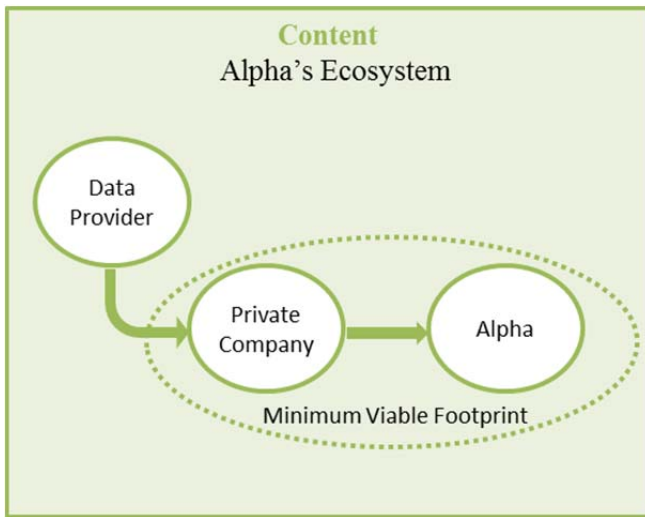 Content
Alpha’s Ecosystem
Data
Provider
Private
Company
Alpha
Minimum Viable Footprint